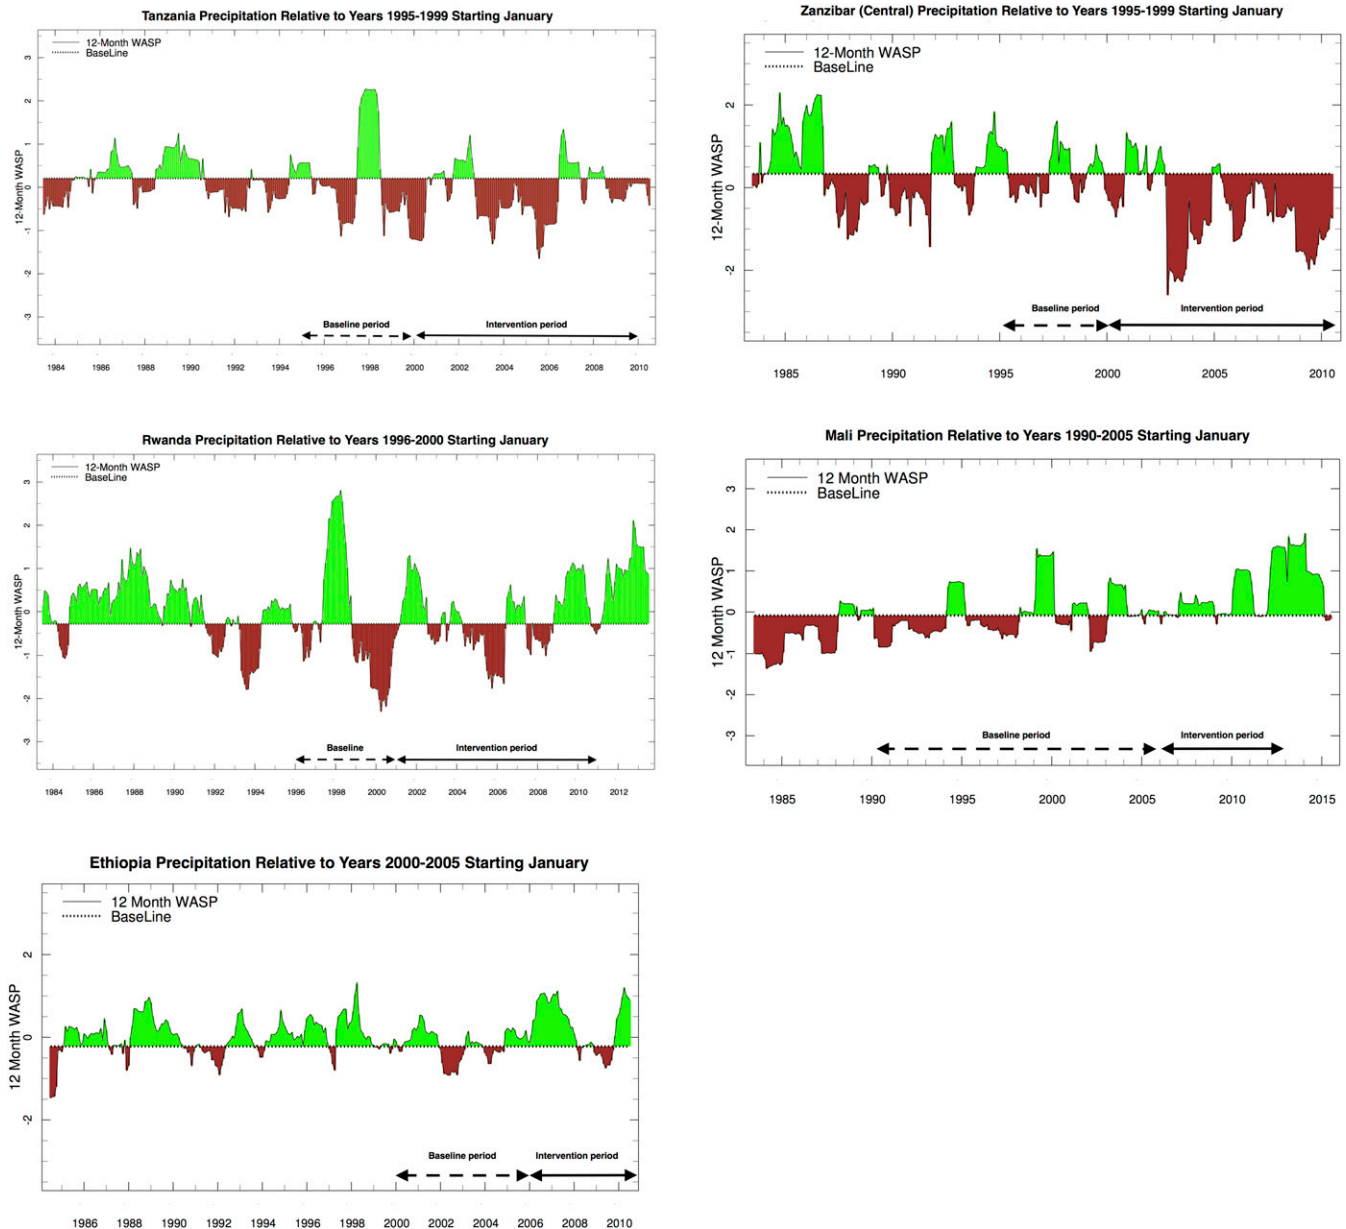 Tanzania Precipitation Relative to Years 1995-1999 Starting January
12-Month WASP
BaseLine
12-Month WASP
3
2
1
0
-1
-2
-3
Baseline period
Intervention period
1984 1986 1988 1990 1992 1994 1996 1998 2000 2002 2004 2006 2008 2010
Zanzibar (Central) Precipitation Relative to Years 1995-1999 Starting January
12-Month WASP
BaseLine
12-Month WASP
2
0
-2
Baseline period
Intervention period
1985 1990 1995 2000 2005 2010
Rwanda Precipitation Relative to Years 1996-2000 Starting January
12-Month WASP
BaseLine
12-Month WASP
3
2
1
0
-1
-2
-3
Baseline
Intervention period
1984 1986 1988 1990 1992 1994 1996 1998 2000 2002 2004 2006 2008 2010 2012
Mali Precipitation Relative to Years 1990-2005 Starting January
12 Month WASP
BaseLine
12 Month WASP
3
2
1
0
-1
-2
-3
Baseline period
Intervention period
1985 1990 1995 2000 2005 2010 2015
Ethiopia Precipitation Relative to Years 2000-2005 Starting January
12 Month WASP
BaseLine
12 Month WASP
2
0
-2
Baseline period
Intervention period
1986 1988 1990 1992 1994 1996 1998 2000 2002 2004 2006 2008 2010